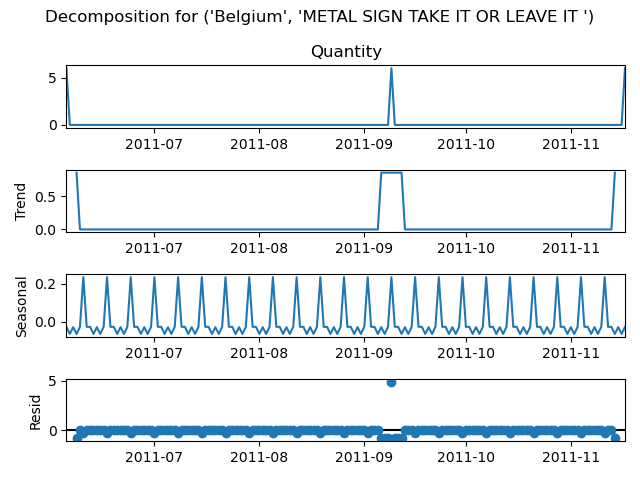 Decomposition for ('Belgium', 'METAL SIGN TAKE IT OR LEAVE IT ')
Quantity
5
0
2011-07 2011-08 2011-09 2011-10 2011-11
Trend
0.5
0.0
2011-07 2011-08 2011-09 2011-10 2011-11
Seasonal
0.2
0.0
2011-07 2011-08 2011-09 2011-10 2011-11
Resid
5
0
2011-07 2011-08 2011-09 2011-10 2011-11